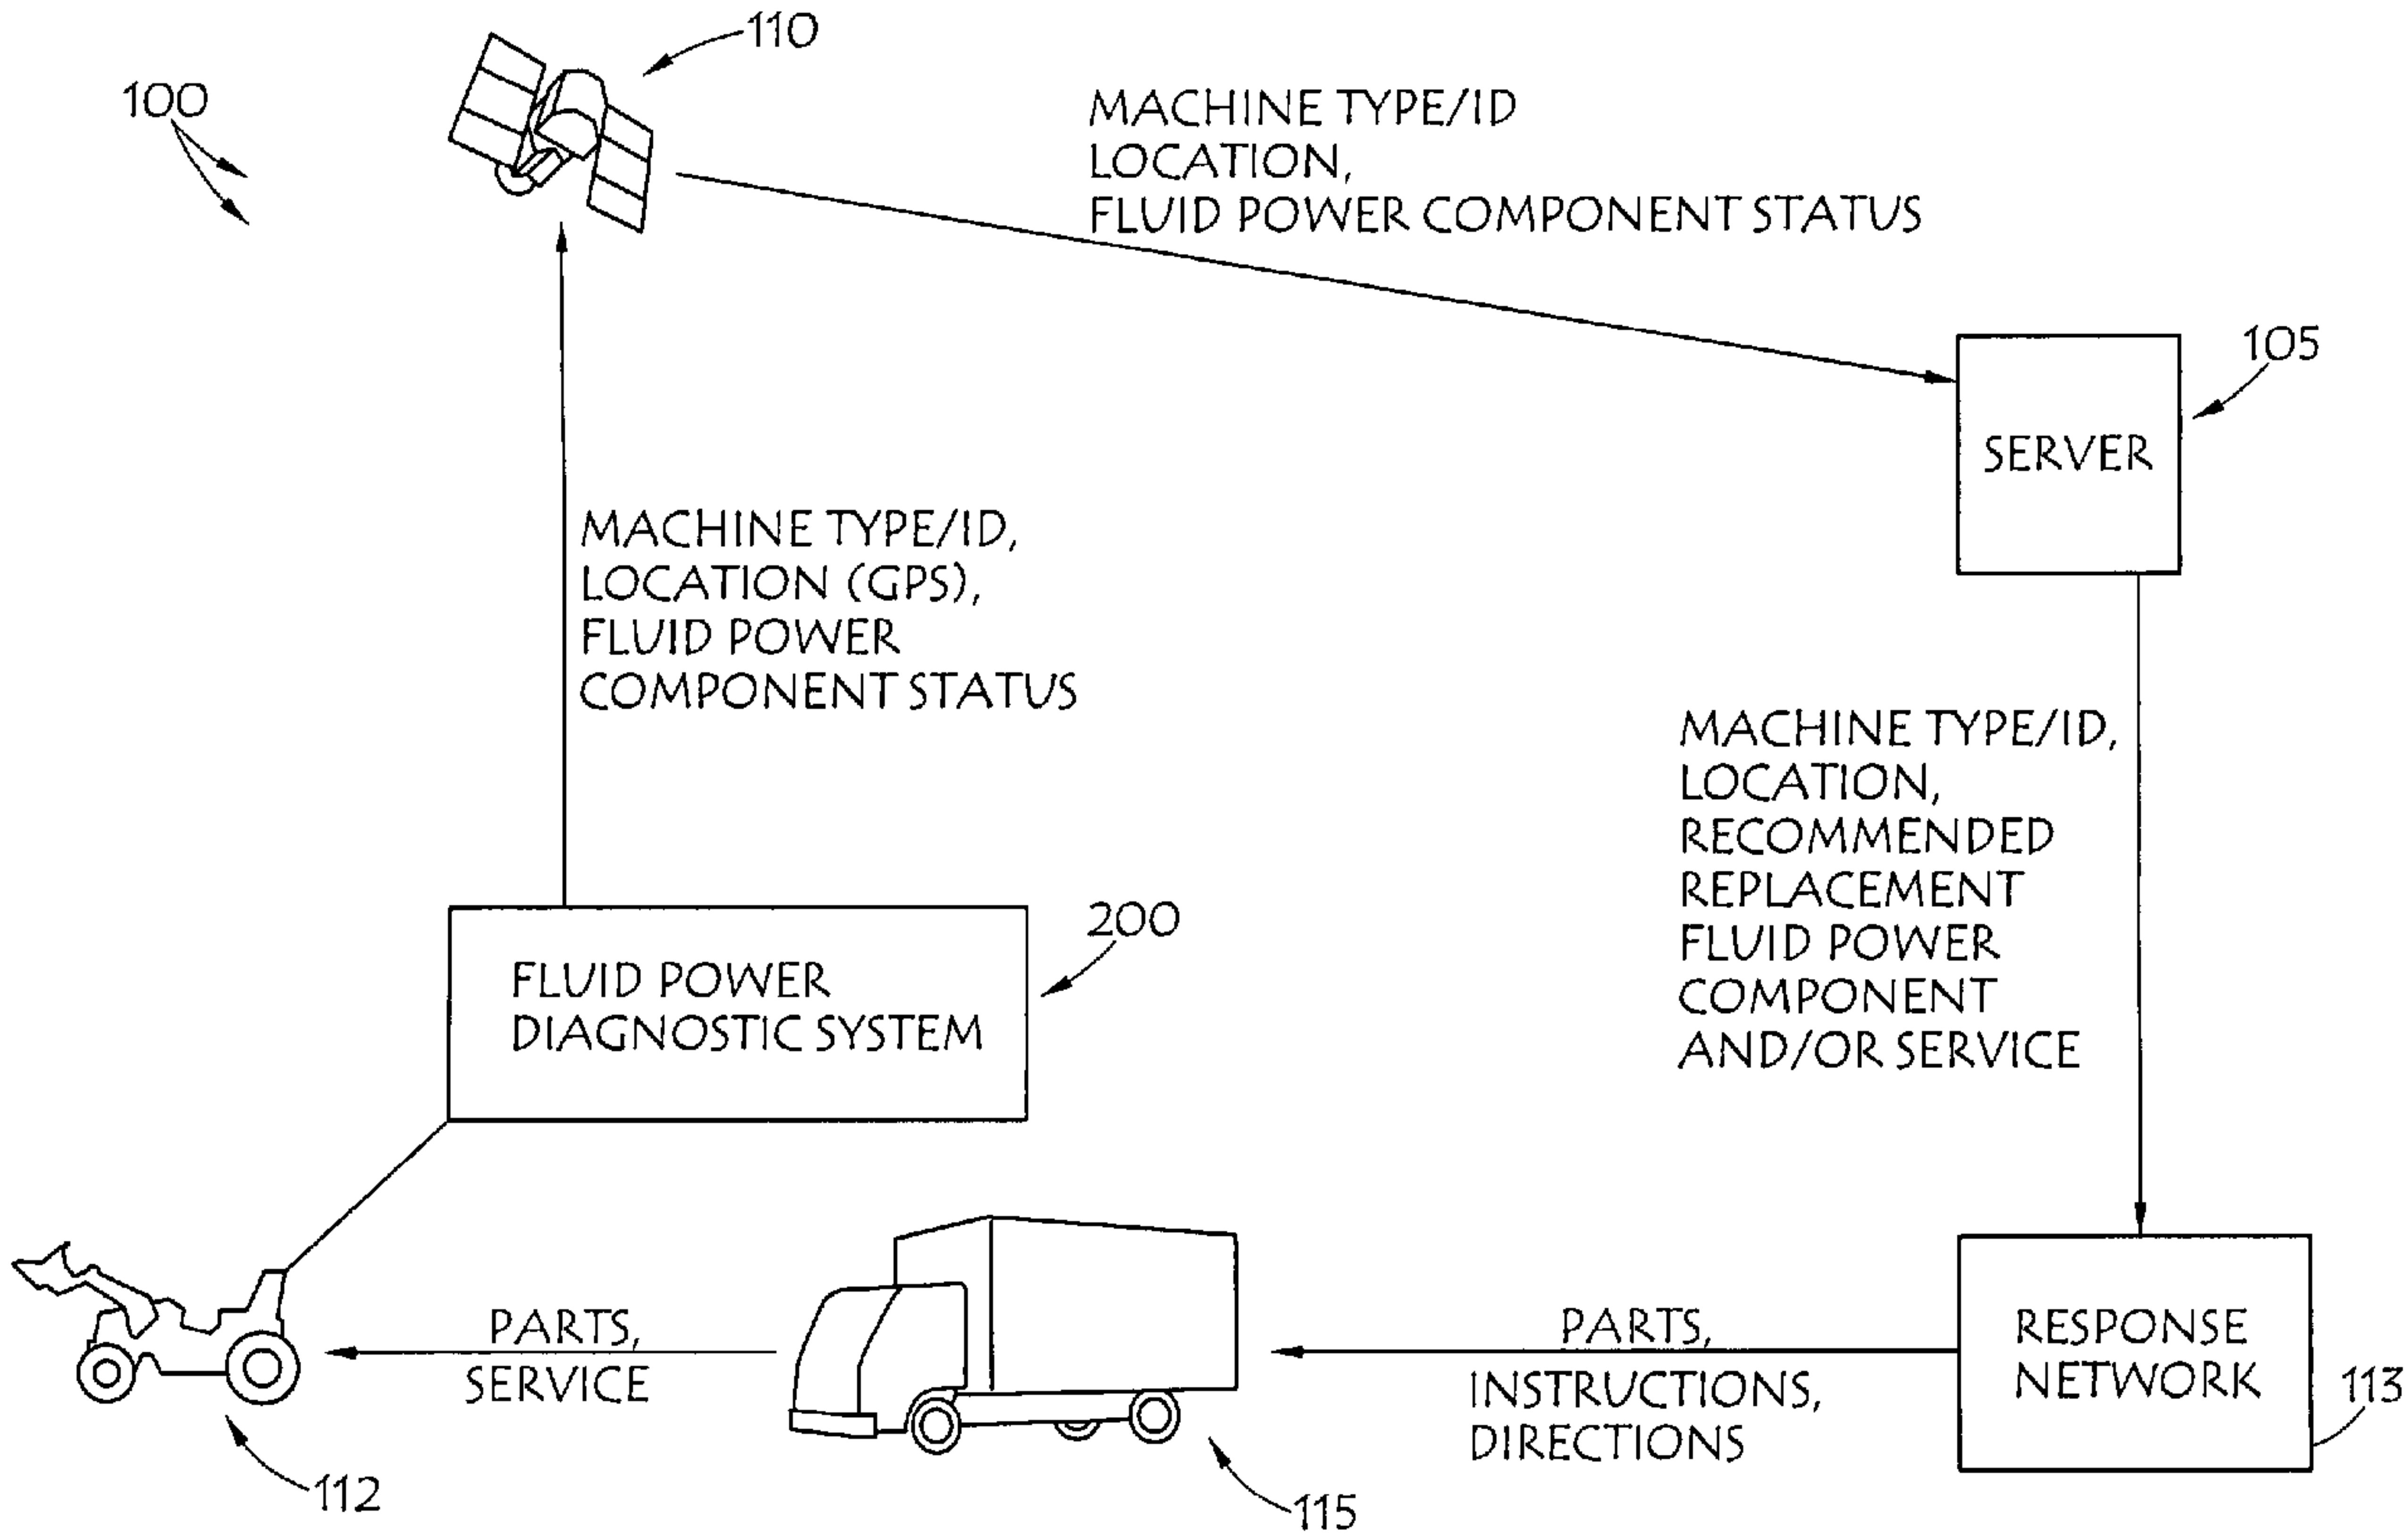 110
100
MACHINE TYPE/ID
LOCATION,
FLUID POWER COMPONENT STATUS
105
SERVER
MACHINE TYPE/ID,
LOCATION (GPS),
FLUID POWER
COMPONENT STATUS
MACHINE TYPE/ID,
LOCATION,
RECOMMENDED
REPLACEMENT
FLUID POWER
COMPONENT
AND/OR SERVICE
200
FLUID POWER
DIAGNOSTIC SYSTEM
PARTS,
SERVICE
PARTS,
INSTRUCTIONS,
DIRECTIONS
RESPONSE
NETWORK
113
112
115